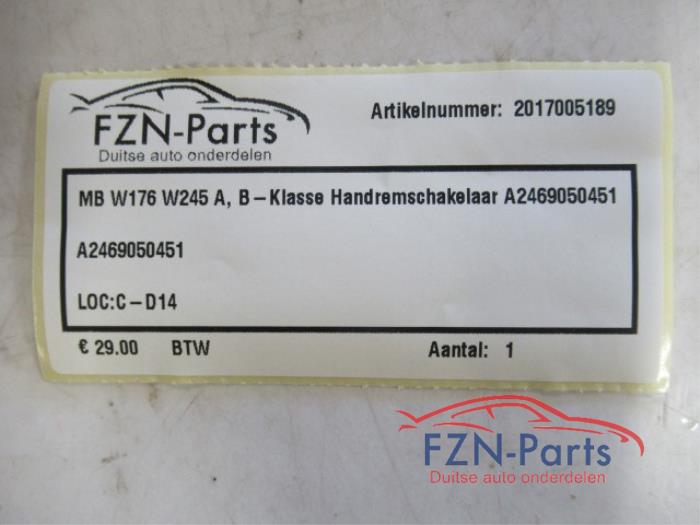 FZN-Parts
Duitse auto onderdelen
Artikelnummer: 2017005189
MB W176 W245 A, B-Klasse Handremschakelaar A2469050451
A2469050451
LOC:C-D14
€ 29.00 BTW Aantal: 1
FZN-Parts
Duitse auto onderdelen